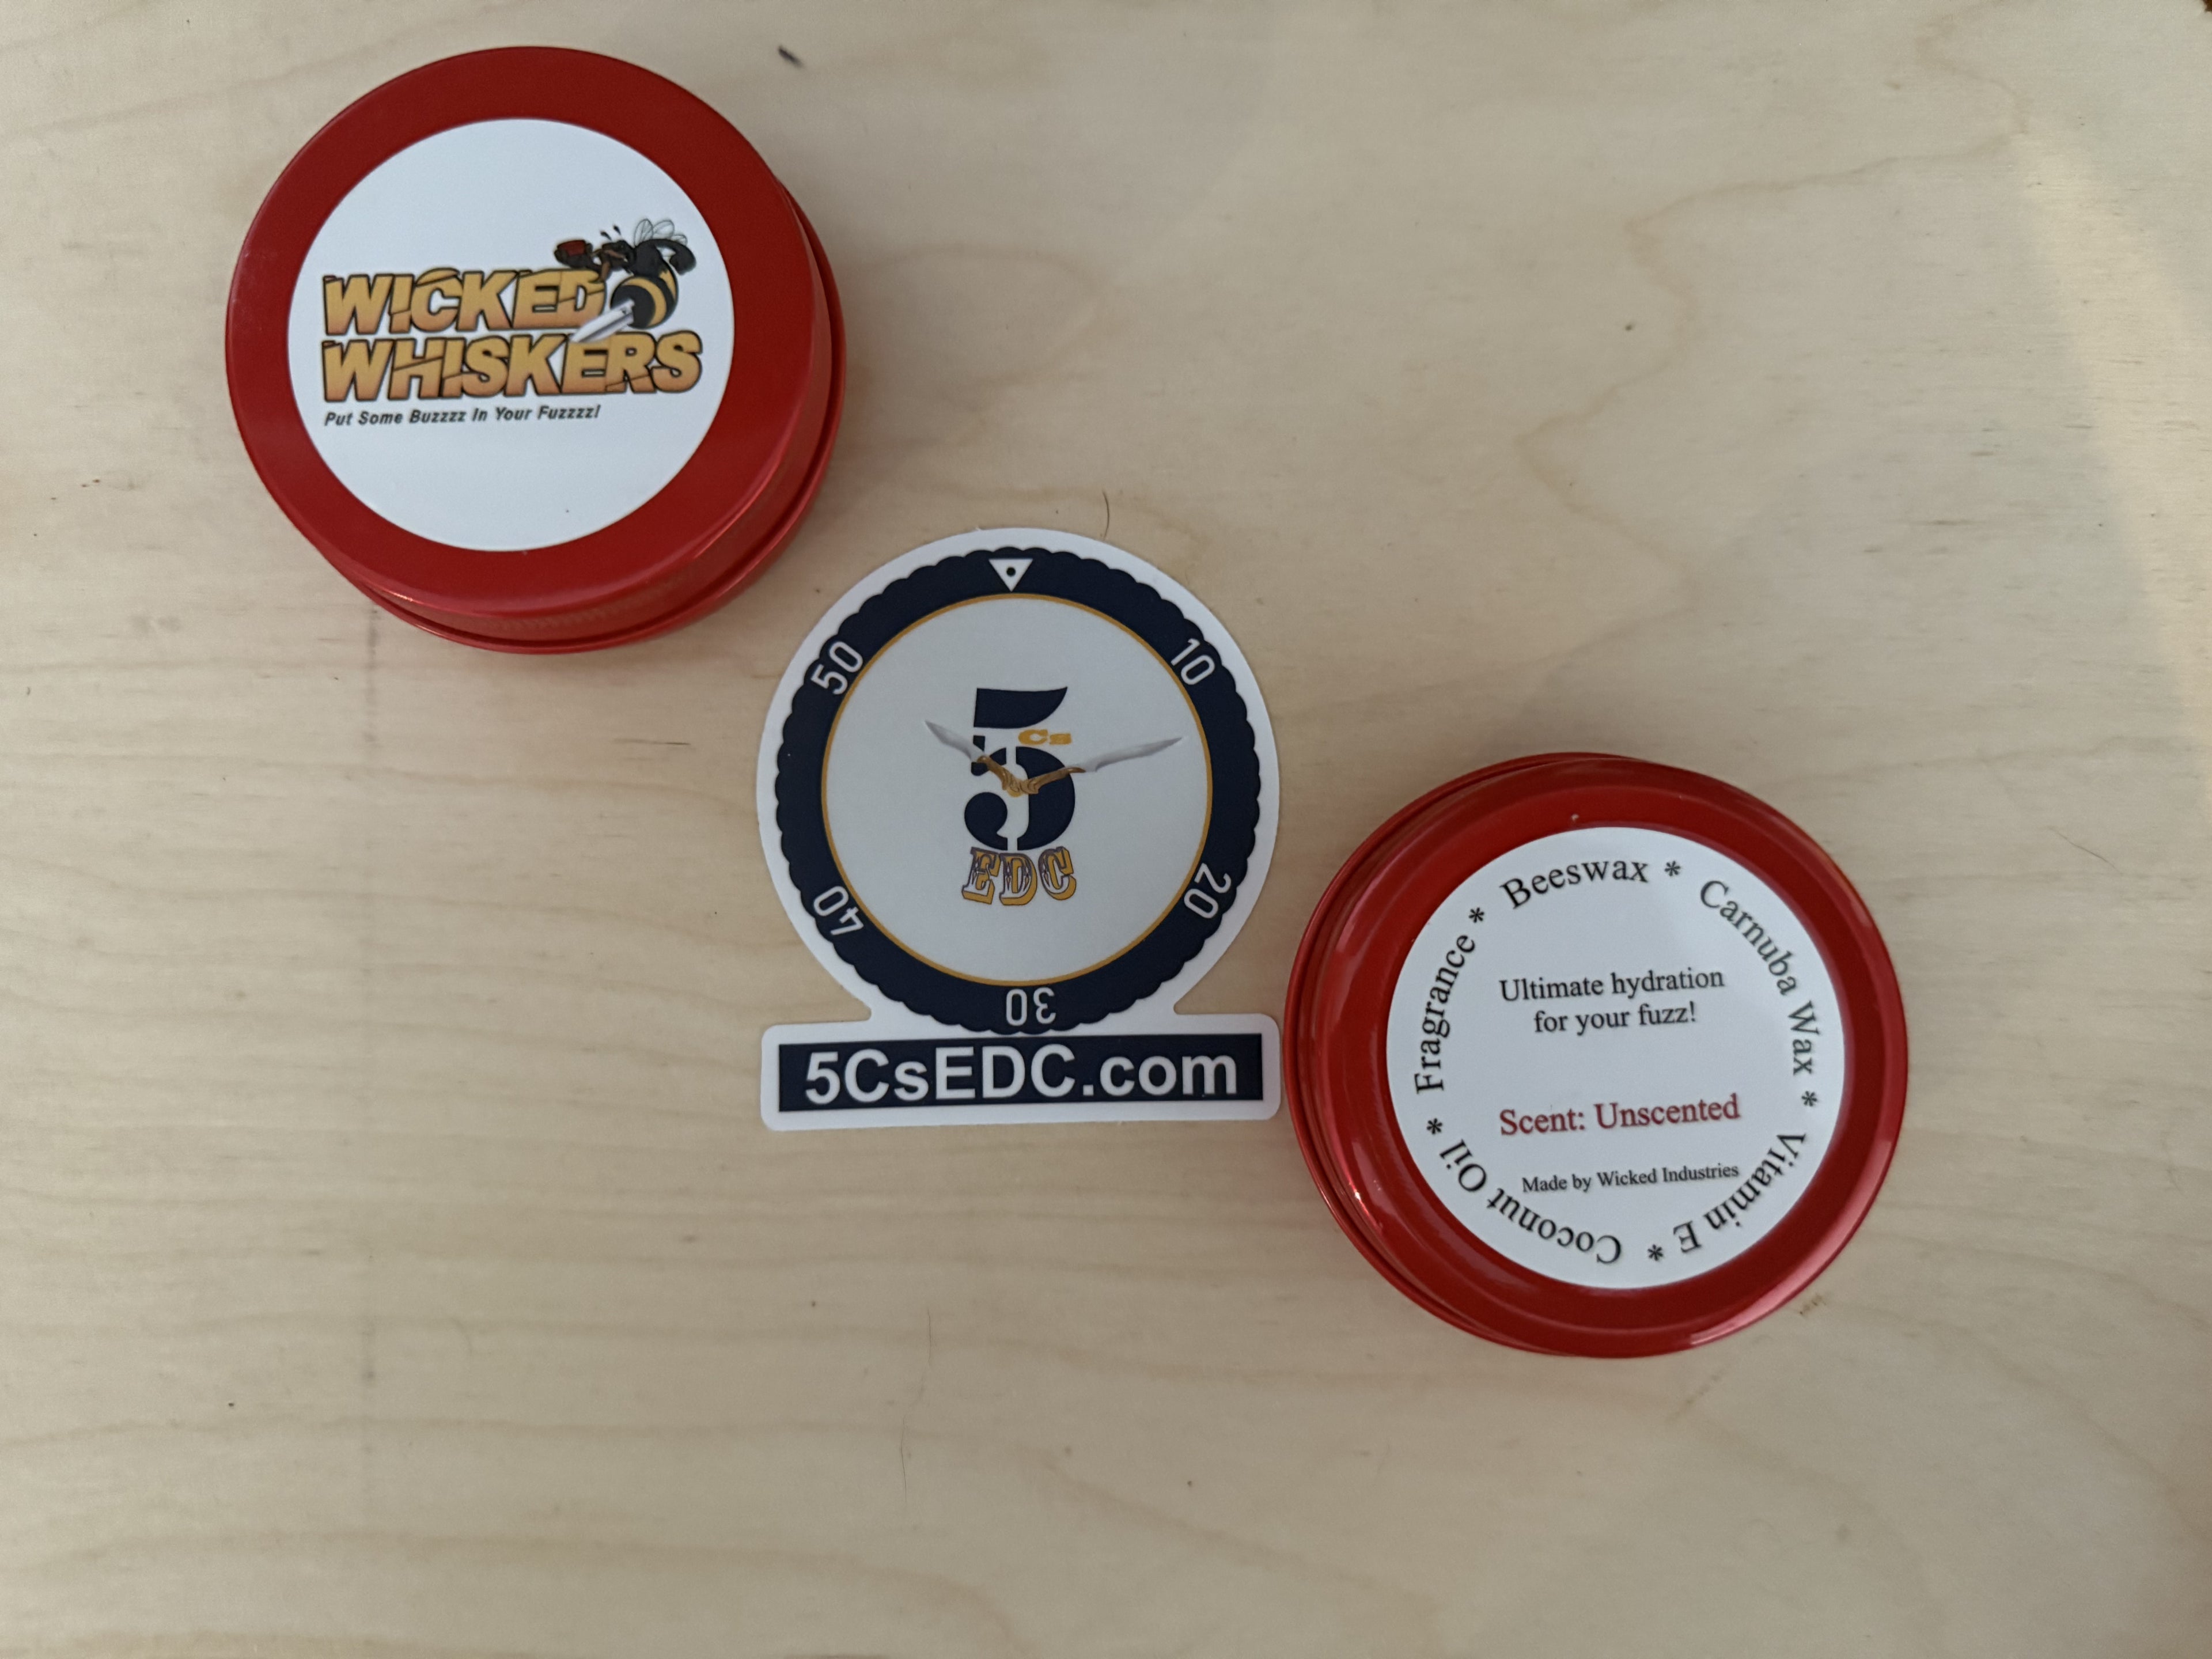 WICKED
WHISKERS
Put Some Buzzzz In Your Fuzzzz!
10
20
30
40
50
5
Cs
EDC
5CsEDC.com
Beeswax * Carnuba Wax * Vitamin E * Coconut Oil * Fragrance *
Ultimate hydration
for your fuzz!
Scent: Unscented
Made by Wicked Industries